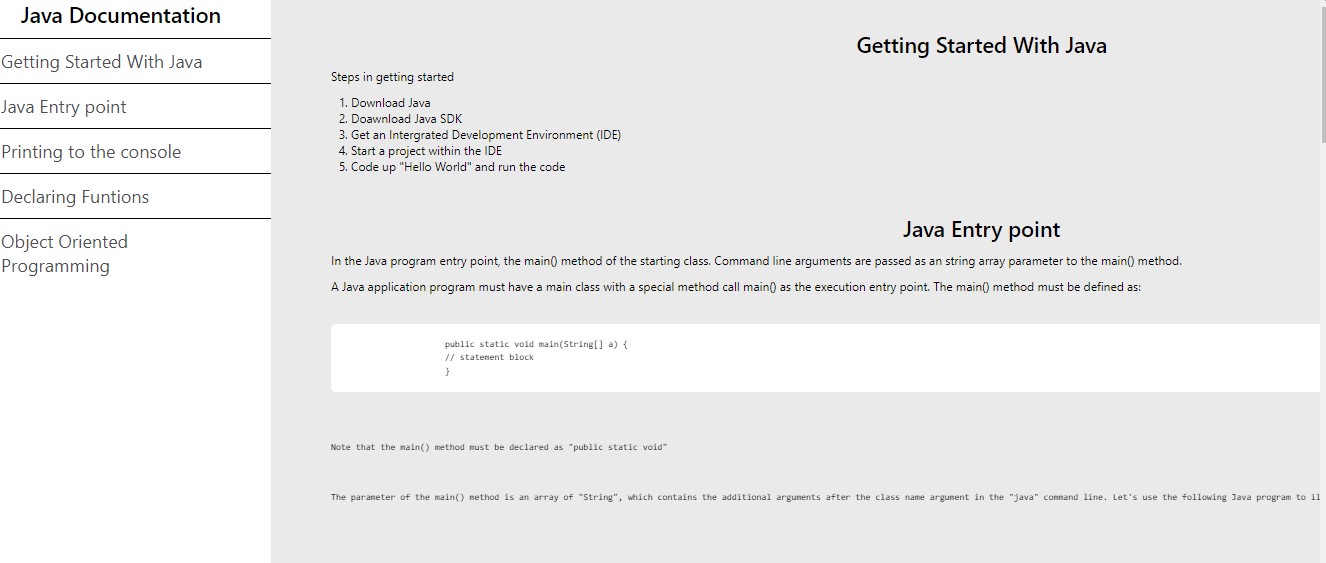 Java Documentation
Getting Started With Java
Java Entry point
Printing to the console
Declaring Funtions
Object Oriented
Programming
Getting Started With Java
Steps in getting started
1. Download Java
2. Doawnload Java SDK
3. Get an Intergrated Development Environment (IDE)
4. Start a project within the IDE
5. Code up "Hello World" and run the code
Java Entry point
In the Java program entry point, the main() method of the starting class. Command line arguments are passed as an string array parameter to the main() method.
A Java application program must have a main class with a special method call main() as the execution entry point. The main() method must be defined as:
public static void main(String[] a) {
// statement block
}
Note that the main() method must be declared as "public static void"
The parameter of the main() method is an array of "String", which contains the additional arguments after the class name argument in the "java" command line. Let's use the following Java program to il